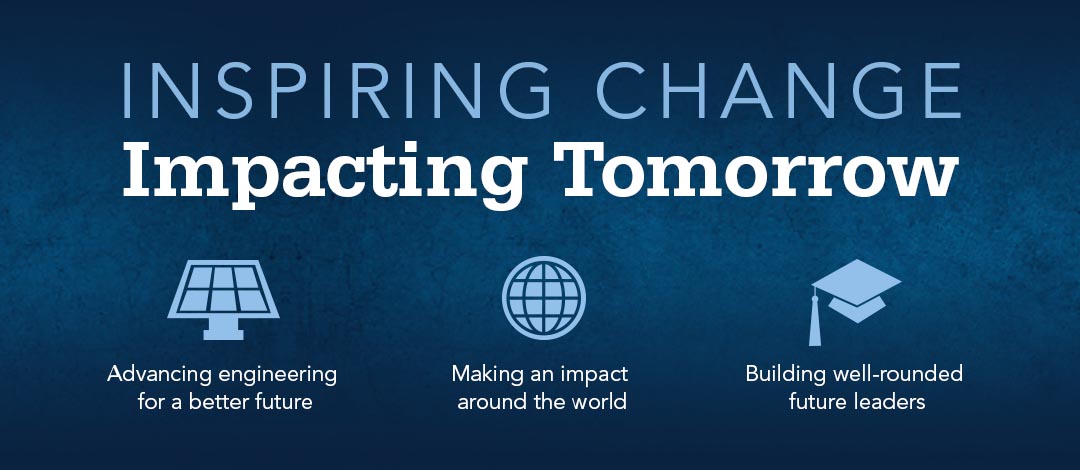 INSPIRING CHANGE
Impacting Tomorrow
Advancing engineering
for a better future
Making an impact
around the world
Building well-rounded
future leaders